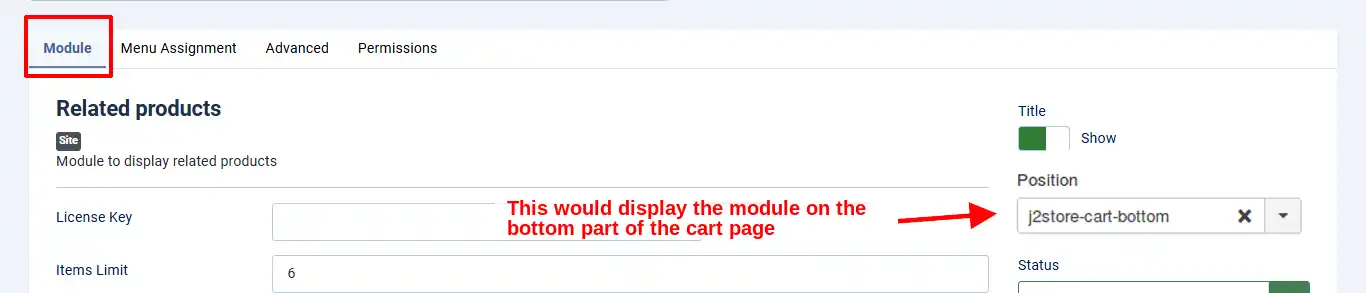 Module Menu Assignment Advanced Permissions
Related products
Site
Module to display related products
License Key
Items Limit
6
This would display the module on the
bottom part of the cart page
Title
Show
Position
j2store-cart-bottom
Status